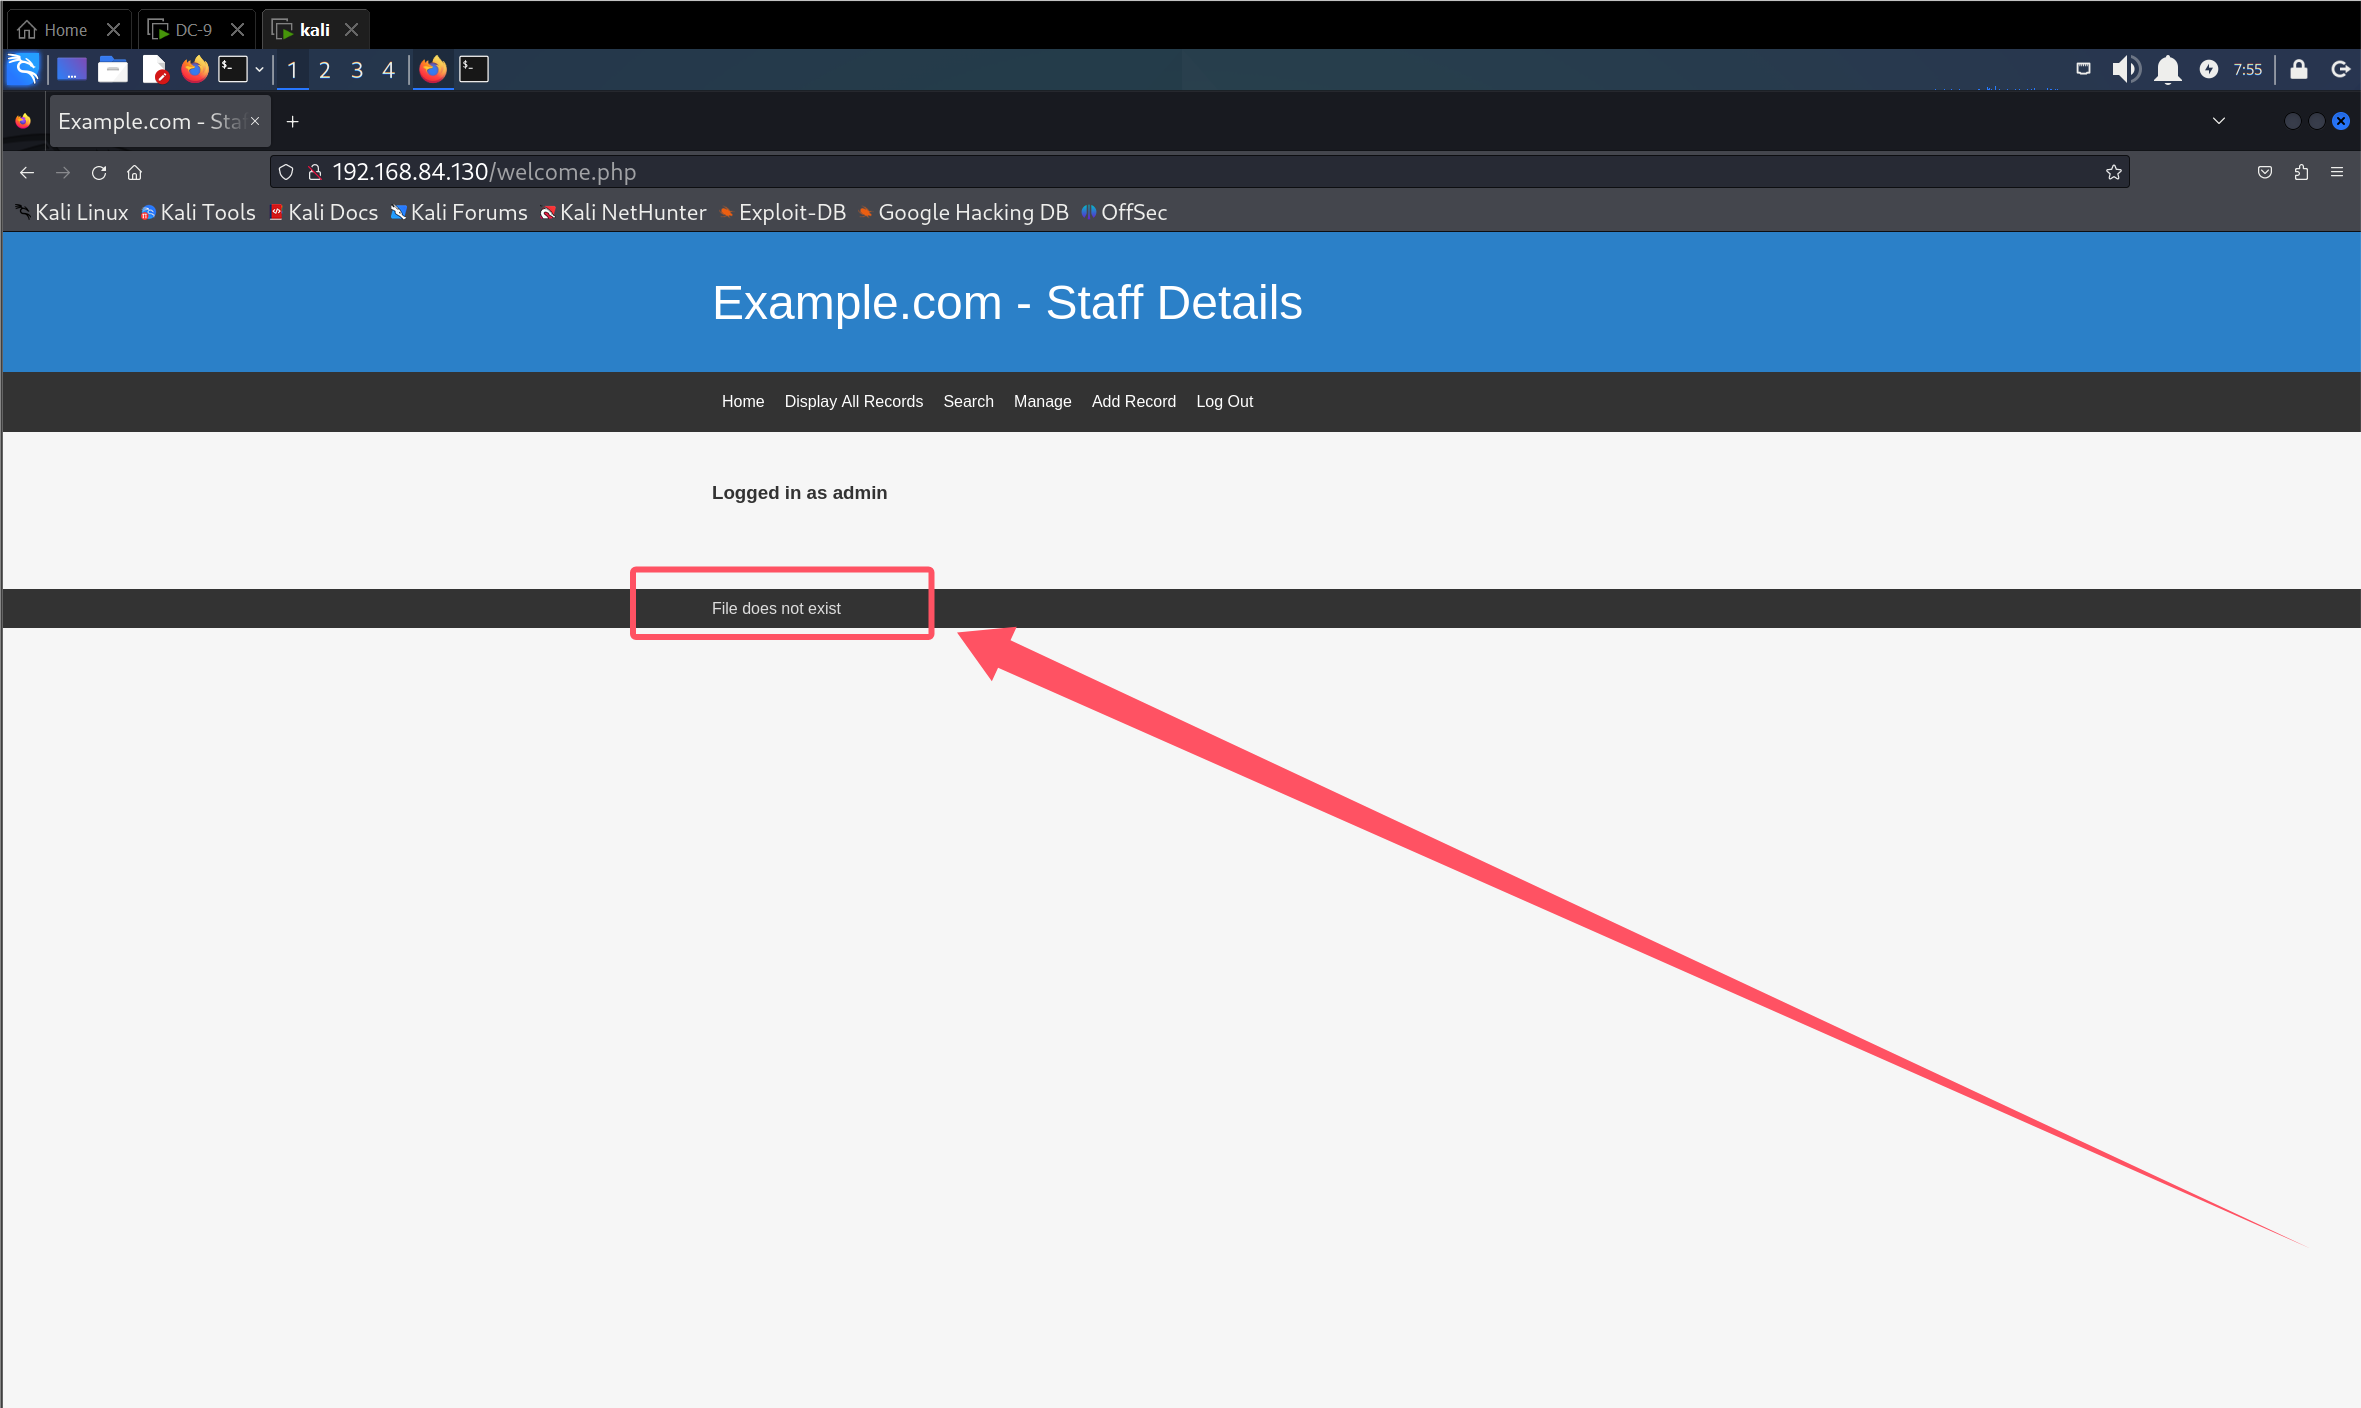 Home DC-9 kali
1 2 3 4 7:55
Example.com - Sta
192.168.84.130/welcome.php
Kali Linux Kali Tools Kali Docs Kali Forums Kali NetHunter Exploit-DB Google Hacking DB OffSec
Example.com - Staff Details
Home Display All Records Search Manage Add Record Log Out
Logged in as admin
File does not exist